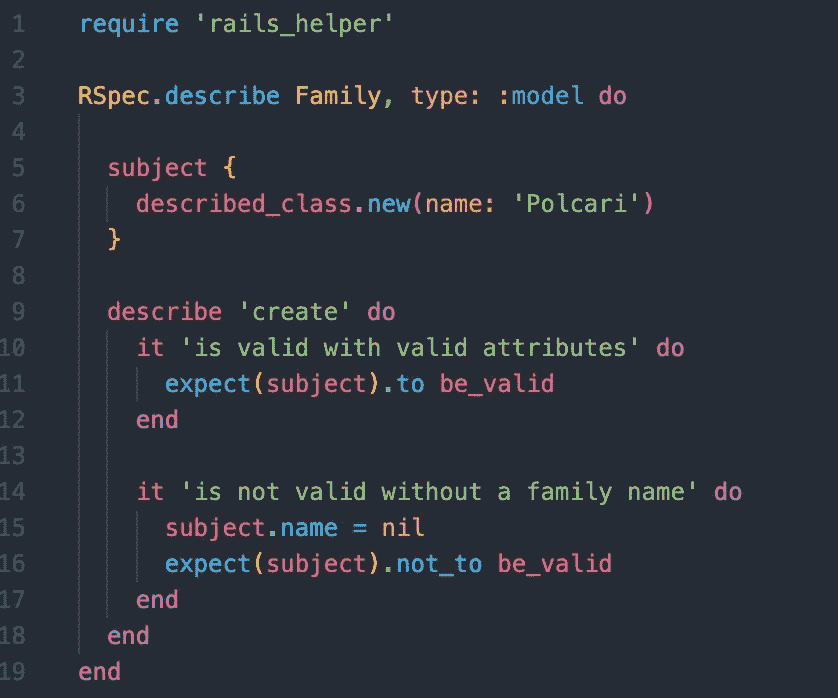 1 require 'rails_helper'
2
3 RSpec.describe Family, type: :model do
4
5   subject {
6     described_class.new(name: 'Polcari')
7   }
8
9   describe 'create' do
10     it 'is valid with valid attributes' do
11       expect(subject).to be_valid
12     end
13
14     it 'is not valid without a family name' do
15       subject.name = nil
16       expect(subject).not_to be_valid
17     end
18   end
19 end